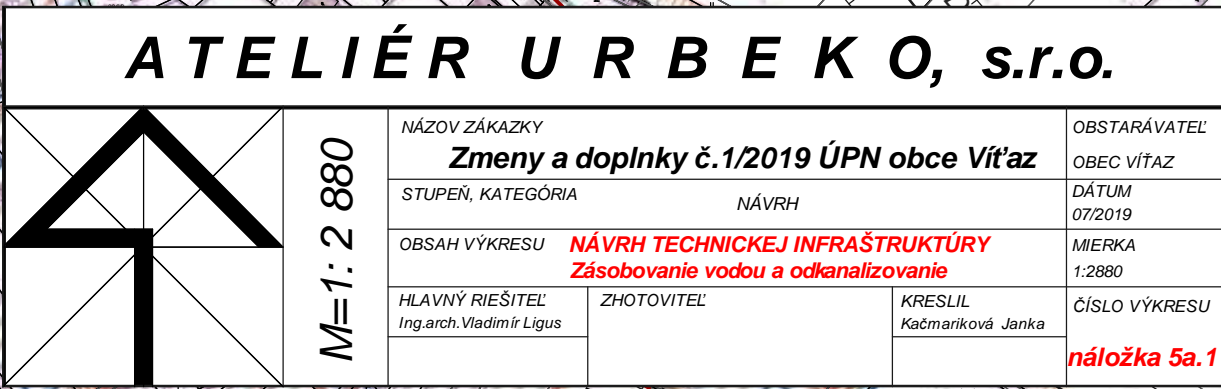 ATELIÉR URBEKO, s.r.o.
M=1: 2 880
NÁZOV ZÁKAZKY
Zmeny a doplnky č.1/2019 ÚPN obce Víťaz
OBSTARÁVATEĽ
OBEC VÍŤAZ
STUPEŇ, KATEGÓRIA
NÁVRH
DÁTUM
07/2019
OBSAH VÝKRESU
NÁVRH TECHNICKEJ INFRAŠTRUKTÚRY
Zásobovanie vodou a odkanalizovanie
MIERKA
1:2880
HLAVNÝ RIEŠITEĽ
Ing.arch.Vladimír Ligus
ZHOTOVITEĽ
KRESLIL
Kačmariková Janka
ČÍSLO VÝKRESU
náložka 5a.1